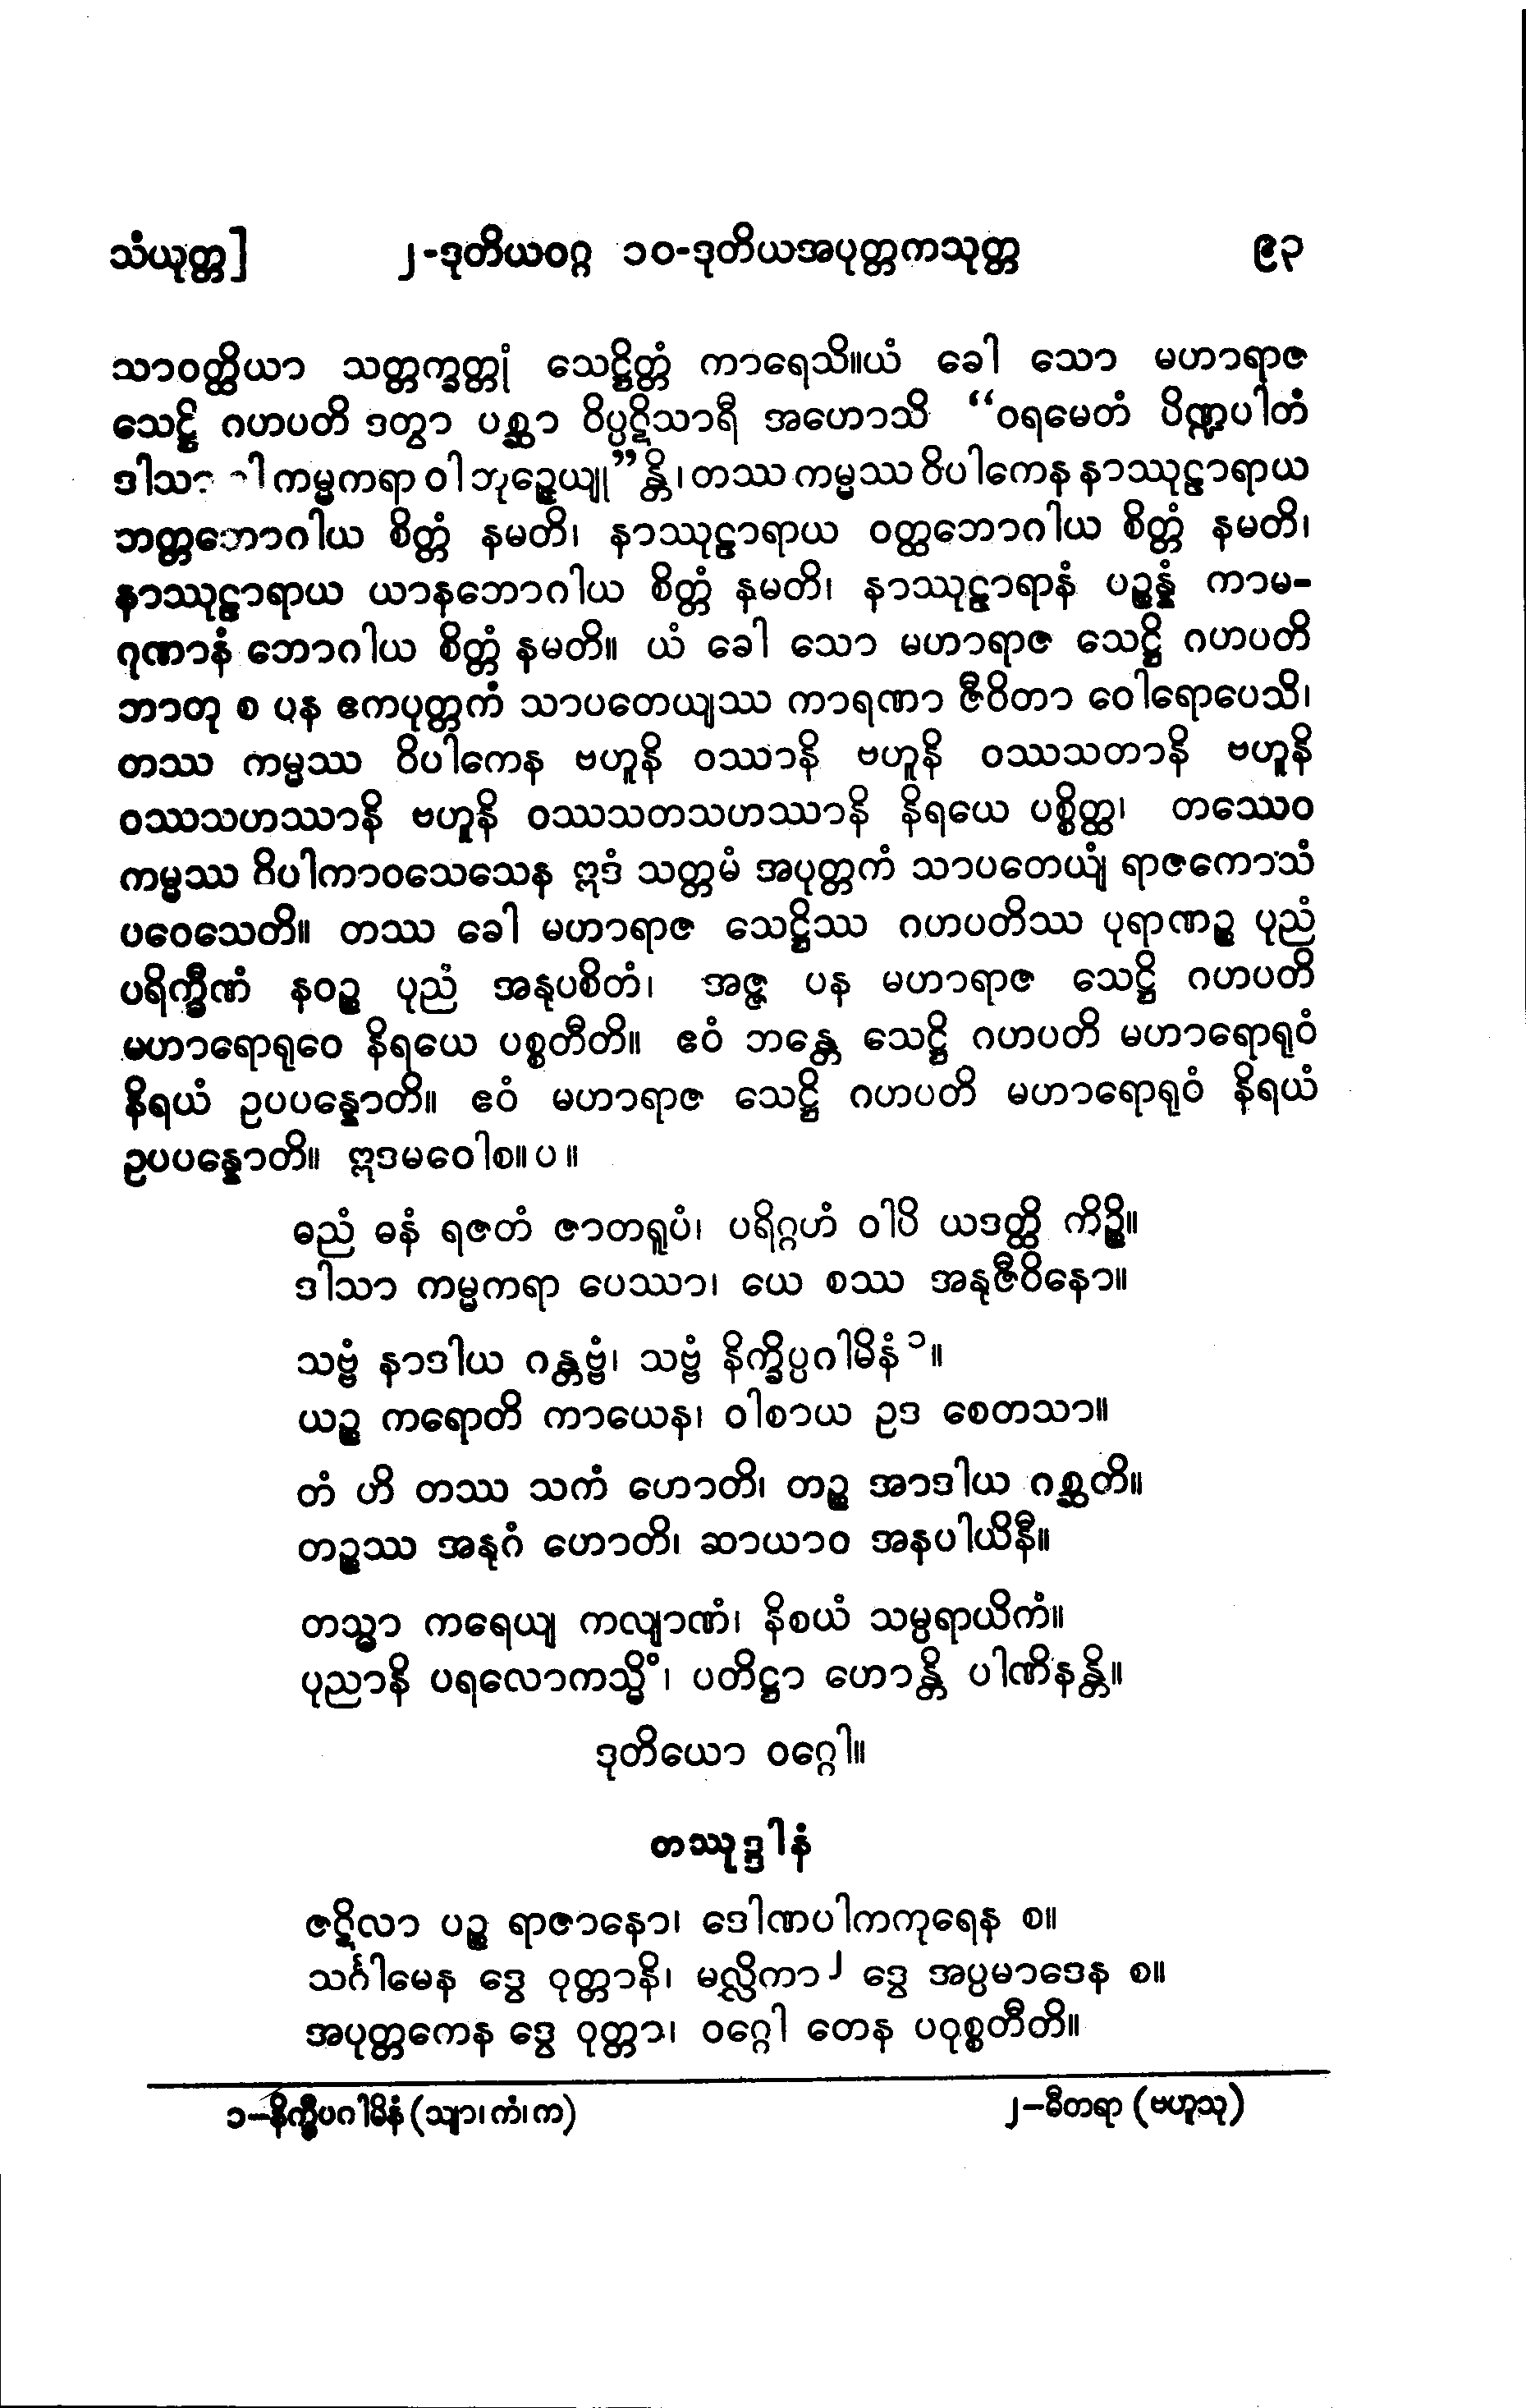 သံယုတ္တ] ၂-ဒုတိယဝဂ္ဂ ၁၀-ဒုတိယအပုတ္တကသုတ္တ ၉၃
သာဝတ္ထိယာ သတ္တက္ခတ္တုံ သေဋ္ဌိတ္တံ ကာရေသိ။ယံ ခေါ သော မဟာရာဇ
သေဋ္ဌိ ဂဟပတိ ဒတွာ ပစ္ဆာ ဝိပ္ပဋိသာရီ အဟောသိ “ဝရမေတံ ပိဏ္ဍပါတံ
ဒါသာ ကမ္မကရာ ဝါ ဘုဉ္ဇေယျု”န္တိ၊ တဿ ကမ္မဿ ဝိပါကေန နာဿုဠာရာယ
ဘတ္တဘောဂါယ စိတ္တံ နမတိ၊ နာဿုဠာရာယ ဝတ္ထဘောဂါယ စိတ္တံ နမတိ၊
နာဿုဠာရာယ ယာနဘောဂါယ စိတ္တံ နမတိ၊ နာဿုဠာရာနံ ပဉ္စန္နံ ကာမ-
ဂုဏာနံ ဘောဂါယ စိတ္တံ နမတိ။ ယံ ခေါ သော မဟာရာဇ သေဋ္ဌိ ဂဟပတိ
ဘာတု စ ပန ဧကပုတ္တကံ သာပတေယျဿ ကာရဏာ ဇီဝိတာ ဝေါရောပေသိ၊
တဿ ကမ္မဿ ဝိပါကေန ဗဟူနိ ဝဿာနိ ဗဟူနိ ဝဿသတာနိ ဗဟူနိ
ဝဿသဟဿာနိ ဗဟူနိ ဝဿသတသဟဿာနိ နိရယေ ပစ္စိတ္ထ၊ တဿေဝ
ကမ္မဿ ဝိပါကာဝသေသေန ဣဒံ သတ္တမံ အပုတ္တကံ သာပတေယျံ ရာဇကောသံ
ပဝေသေတိ။ တဿ ခေါ မဟာရာဇ သေဋ္ဌိဿ ဂဟပတိဿ ပုရာဏဉ္စ ပုညံ
ပရိက္ခီဏံ နဝဉ္စ ပုညံ အနုပစိတံ၊ အဇ္ဇ ပန မဟာရာဇ သေဋ္ဌိ ဂဟပတိ
မဟာရောရုဝေ နိရယေ ပစ္စတီတိ။ ဧဝံ ဘန္တေ သေဋ္ဌိ ဂဟပတိ မဟာရောရုဝံ
နိရယံ ဥပပန္နောတိ။ ဧဝံ မဟာရာဇ သေဋ္ဌိ ဂဟပတိ မဟာရောရုဝံ နိရယံ
ဥပပန္နောတိ။ ဣဒမဝေါစ။ပ။
ဓညံ ဓနံ ရဇတံ ဇာတရူပံ၊ ပရိဂ္ဂဟံ ဝါပိ ယဒတ္ထိ ကိဉ္စိ။
ဒါသာ ကမ္မကရာ ပေဿာ၊ ယေ စဿ အနုဇီဝိနော။
သဗ္ဗံ နာဒါယ ဂန္တဗ္ဗံ၊ သဗ္ဗံ နိက္ခိပ္ပဂါမိနံ၁။
ယဉ္စ ကရောတိ ကာယေန၊ ဝါစာယ ဥဒ စေတသာ။
တံ ဟိ တဿ သကံ ဟောတိ၊ တဉ္စ အာဒါယ ဂစ္ဆတိ။
တဉ္စဿ အနုဂံ ဟောတိ၊ ဆာယာဝ အနပါယိနီ။
တသ္မာ ကရေယျ ကလျာဏံ၊ နိစယံ သမ္ပရာယိကံ။
ပုညာနိ ပရလောကသ္မိံ၊ ပတိဋ္ဌာ ဟောန္တိ ပါဏိနန္တိ။
ဒုတိယော ဝဂ္ဂေါ။
တဿုဒ္ဒါနံ
ဇဋိလာ ပဉ္စ ရာဇာနော၊ ဒေါဏပါကကုရေန စ။
သင်္ဂါမေန ဒွေ ဝုတ္တာနိ၊ မလ္လိကာ၂ ဒွေ အပ္ပမာဒေန စ။
အပုတ္တကေန ဒွေ ဝုတ္တာ၊ ဝဂ္ဂေါ တေန ပဝုစ္စတီတိ။
၁−နိက္ခီပဂါမိနံ (သျာ၊ ကံ၊ က) ၂−ဓီတရာ (ဗဟူသု)